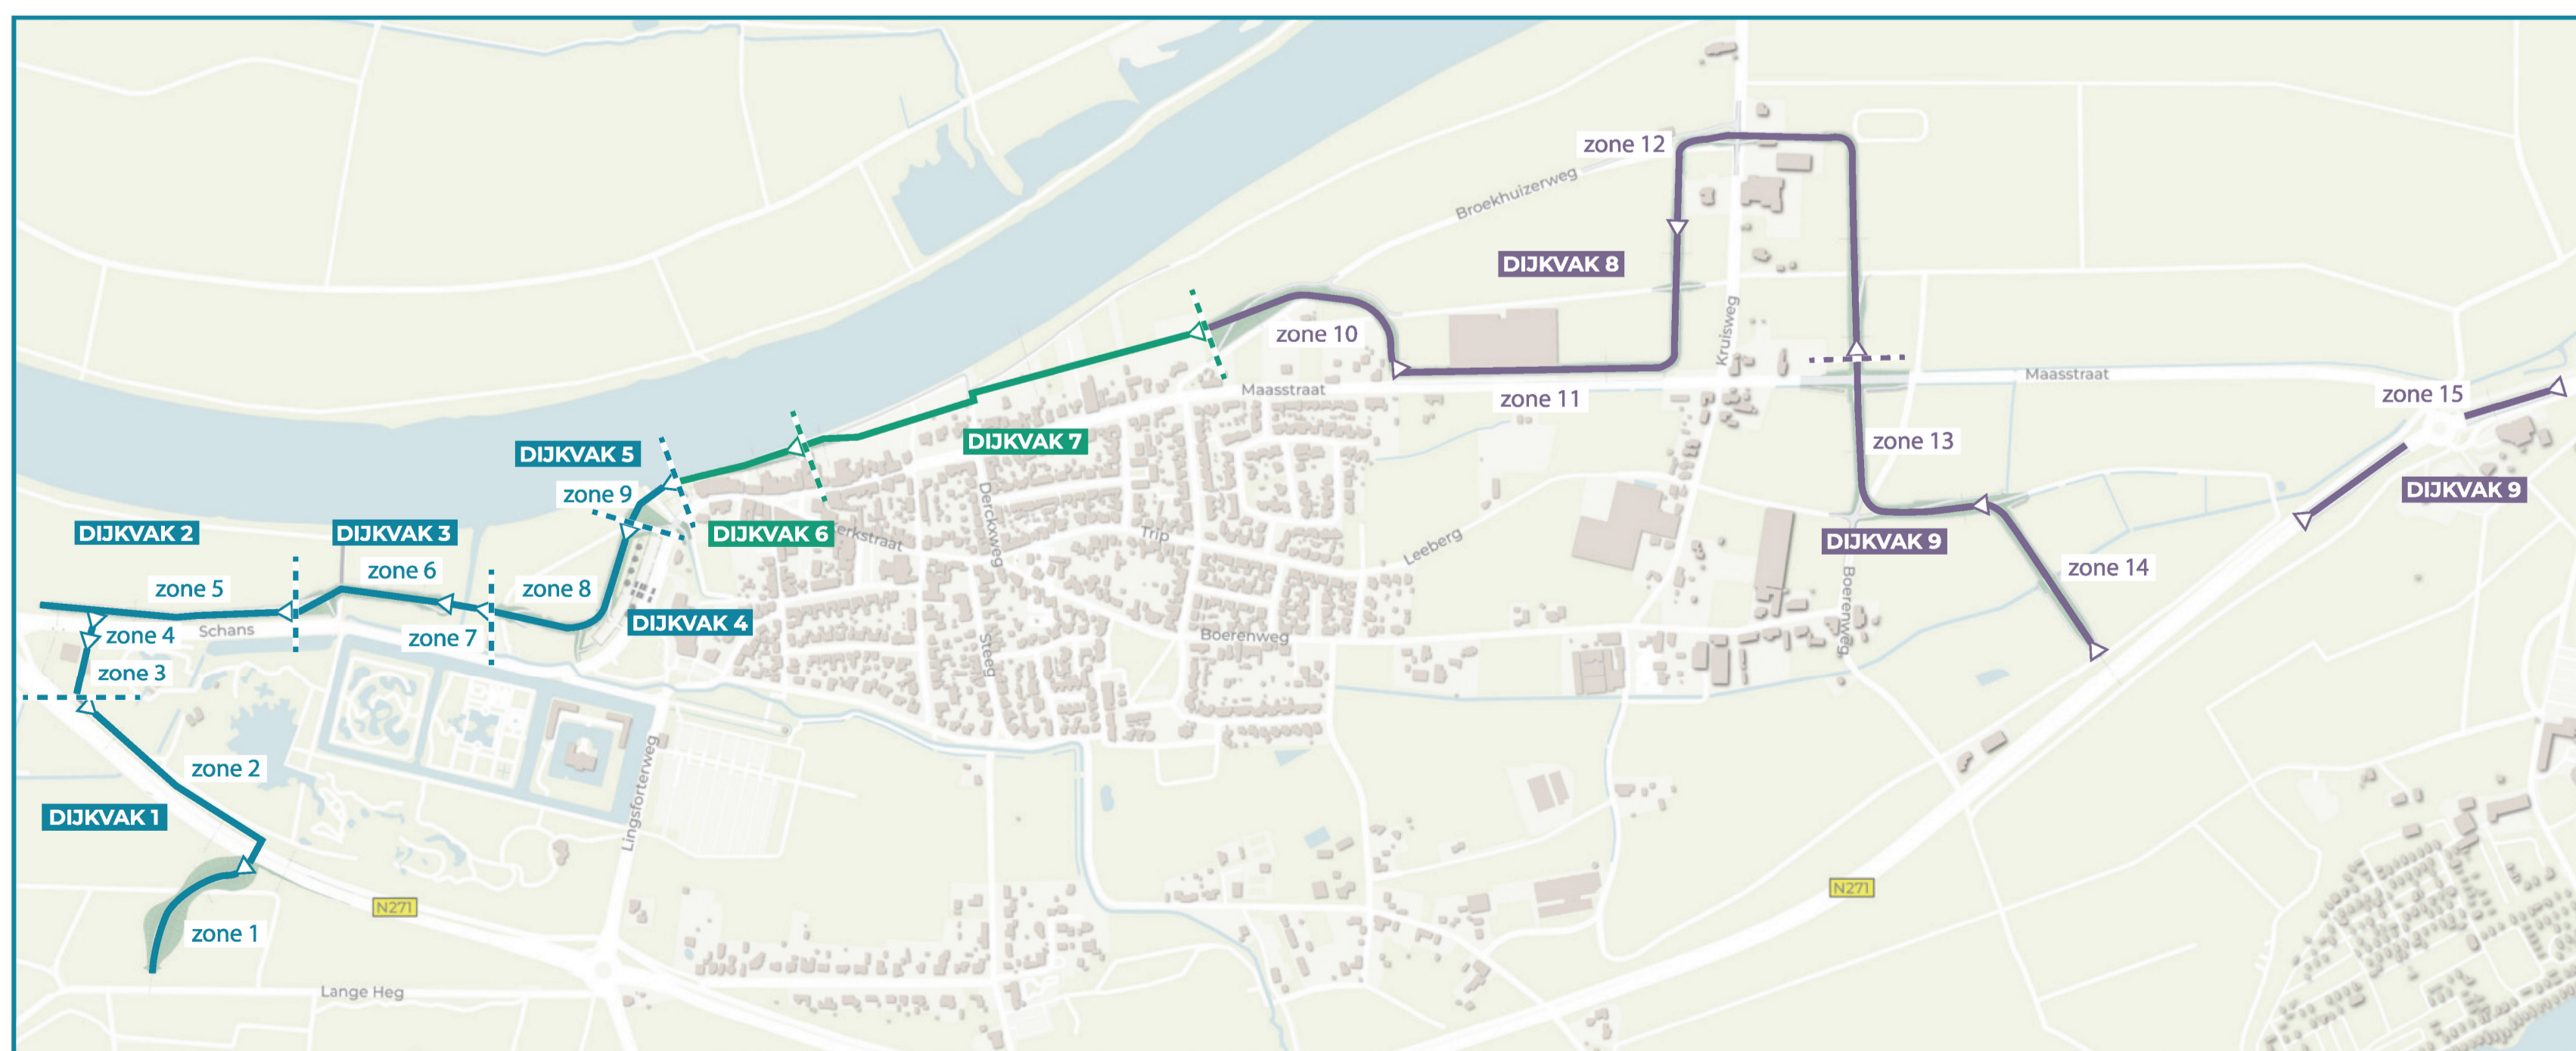 zone 12
Broekhuizerweg
DIJKVAK 8
Kruisweg
zone 10
Maasstraat
zone 11
Maasstraat
zone 15
zone 13
DIJKVAK 9
DIJKVAK 7
DIJKVAK 5
zone 9
DIJKVAK 6
erkstraat
Derckxweg
Trip
Leeberg
DIJKVAK 9
zone 14
DIJKVAK 2
DIJKVAK 3
zone 6
zone 5
zone 8
DIJKVAK 4
zone 4
Schans
zone 7
Steeg
Boerenweg
Boerenweg
zone 3
zone 2
Lingsforterweg
DIJKVAK 1
N271
N271
zone 1
Lange Heg